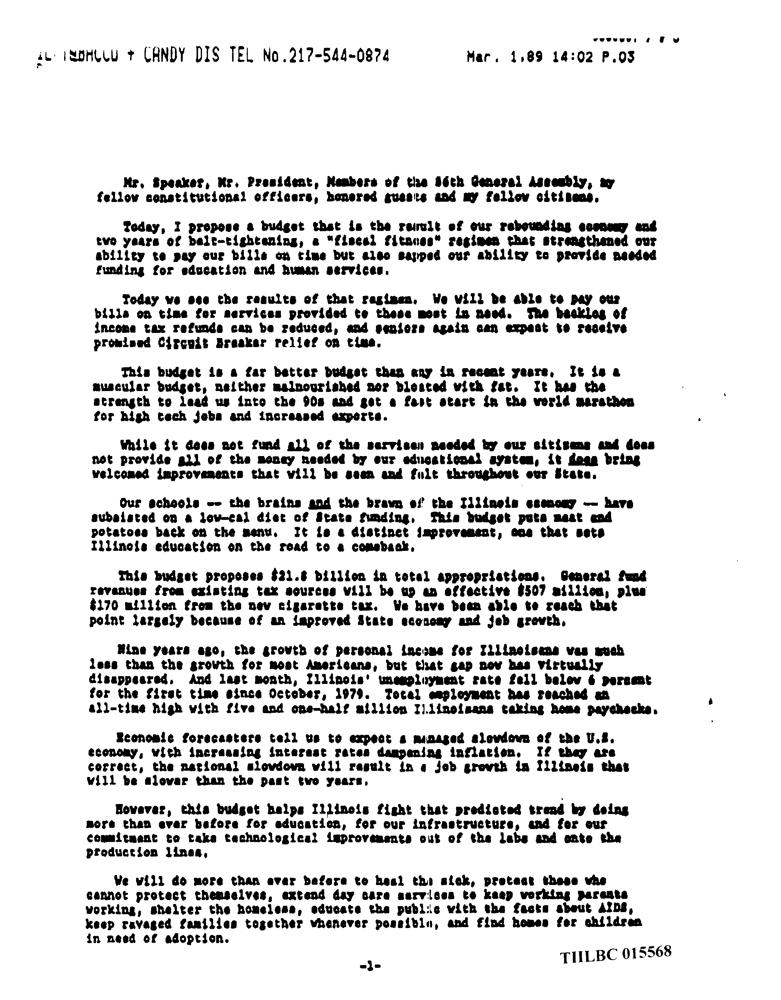 TOBACCO + CANDY DIS TEL No.217-544-0874 Mar. 1,89 14:02 P.03
Mr. Speaker, Mr. President, Members of the 86th General Assembly, my
fellow constitutional officers, honored guests and my fellow citizens.
Today, I propose a budget that is the result of our rebounding economy and
two years of belt-tightening, a "fiscal fitness" regimen that strengthened our
ability to pay our bills on time but also sapped our ability to provide needed
funding for education and human services.
Today we see the results of that regimen. We will be able to pay our
bills on time for services provided to those most in need. The backlog of
income tax refunds can be reduced, and seniors again can expect to receive
promised Circuit Breaker relief on time.
This budget is a far better budget than any in recent years. It is a
muscular budget, neither malnourished nor bloated with fat. It has the
strength to lead us into the 90s and get a fast start in the world marathon
for high tech jobs and increased exports.
While it does not fund all of the services needed by our citizens and does
not provide all of the money needed by our educational system, it does bring
welcomed improvements that will be seen and felt throughout our State.
Our schools -- the brains and the brawn of the Illinois economy -- have
subsisted on a low-cal diet of State funding. This budget puts meat and
potatoes back on the menu. It is a distinct improvement, one that sets
Illinois education on the road to a comeback.
This budget proposes $21.8 billion in total appropriations. General fund
revenues from existing tax sources will be up an effective $507 million, plus
$170 million from the new cigarette tax. We have been able to reach that
point largely because of an improved State economy and job growth.
Nine years ago, the growth of personal income for Illinoisans was much
less than the growth for most Americans, but that gap now has virtually
disappeared. And last month, Illinois' unemployment rate fell below 6 percent
for the first time since October, 1979. Total employment has reached an
all-time high with five and one-half million Illinoisans taking home paychecks.
Economic forecasters tell us to expect a managed slowdown of the U.S.
economy, with increasing interest rates dampening inflation. If they are
correct, the national slowdown will result in a job growth in Illinois that
will be slower than the past two years.
However, this budget helps Illinois fight that predicted trend by doing
more than ever before for education, for our infrastructure, and for our
commitment to take technological improvements out of the labs and onto the
production lines.
We will do more than ever before to heal the sick, protect those who
cannot protect themselves, extend day care services to keep working parents
working, shelter the homeless, educate the public with the facts about AIDS,
keep ravaged families together whenever possible, and find homes for children
in need of adoption.
-1-
TIILBC 015568